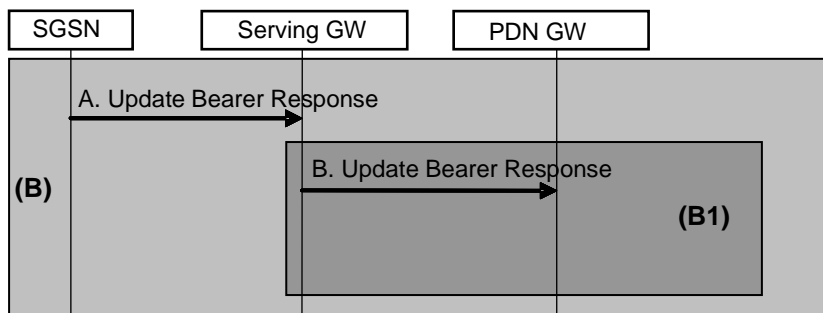 SGSN Serving GW PDN GW
A. Update Bearer Response
B. Update Bearer Response
(B)
(B1)